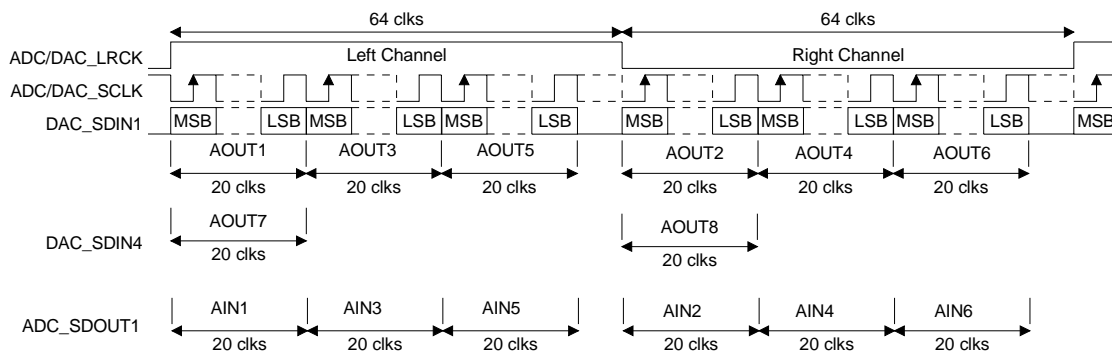 64 clks 64 clks
ADC/DAC_LRCK Left Channel Right Channel
ADC/DAC_SCLK
DAC_SDIN1 MSB LSB MSB LSB MSB LSB MSB LSB MSB LSB MSB LSB MSB
AOUT1 AOUT3 AOUT5 AOUT2 AOUT4 AOUT6
20 clks 20 clks 20 clks 20 clks 20 clks 20 clks
AOUT7 AOUT8
DAC_SDIN4
20 clks 20 clks
AIN1 AIN3 AIN5 AIN2 AIN4 AIN6
ADC_SDOUT1
20 clks 20 clks 20 clks 20 clks 20 clks 20 clks